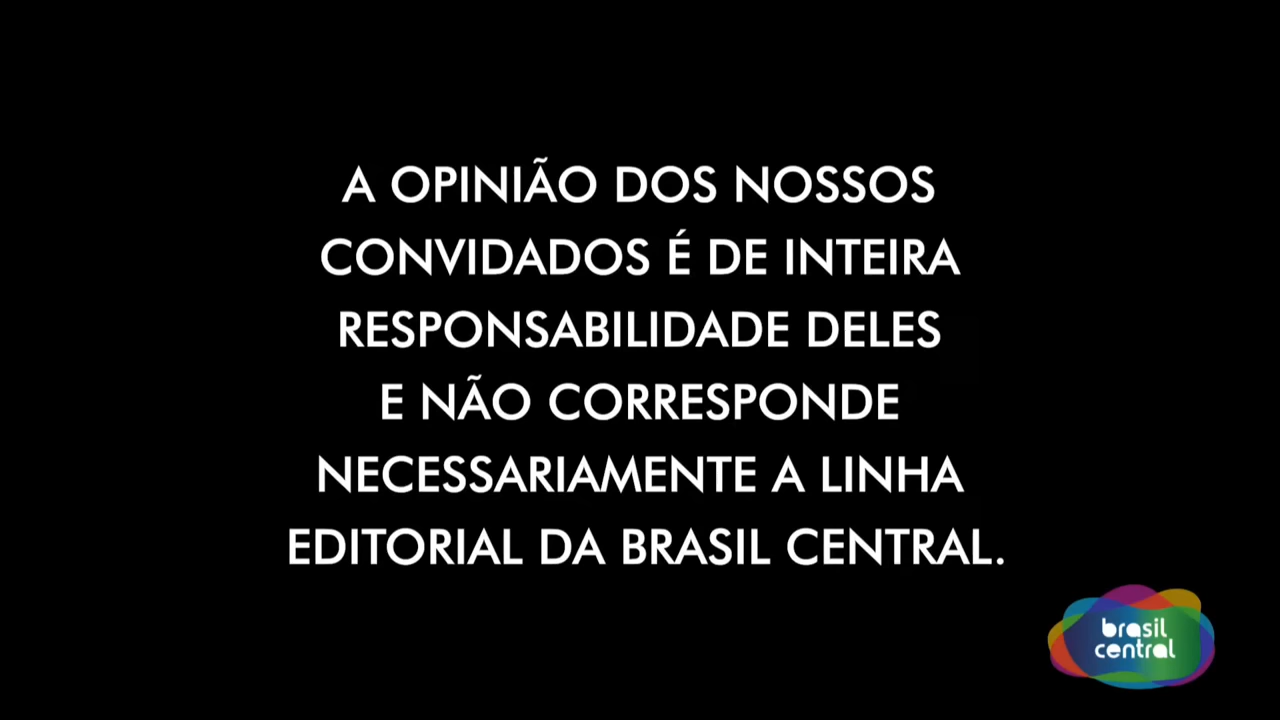 A OPINIÃO DOS NOSSOS
CONVIDADOS É DE INTEIRA
RESPONSABILIDADE DELES
E NÃO CORRESPONDE
NECESSARIAMENTE A LINHA
EDITORIAL DA BRASIL CENTRAL.
brasil
central